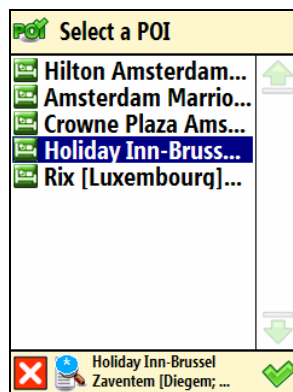 POI Select a POI
Hilton Amsterdam...
Amsterdam Marrio...
Crowne Plaza Ams...
Holiday Inn-Bruss...
Rix [Luxembourg]...
Holiday Inn-Brussel
Zaventem [Diegem; ...